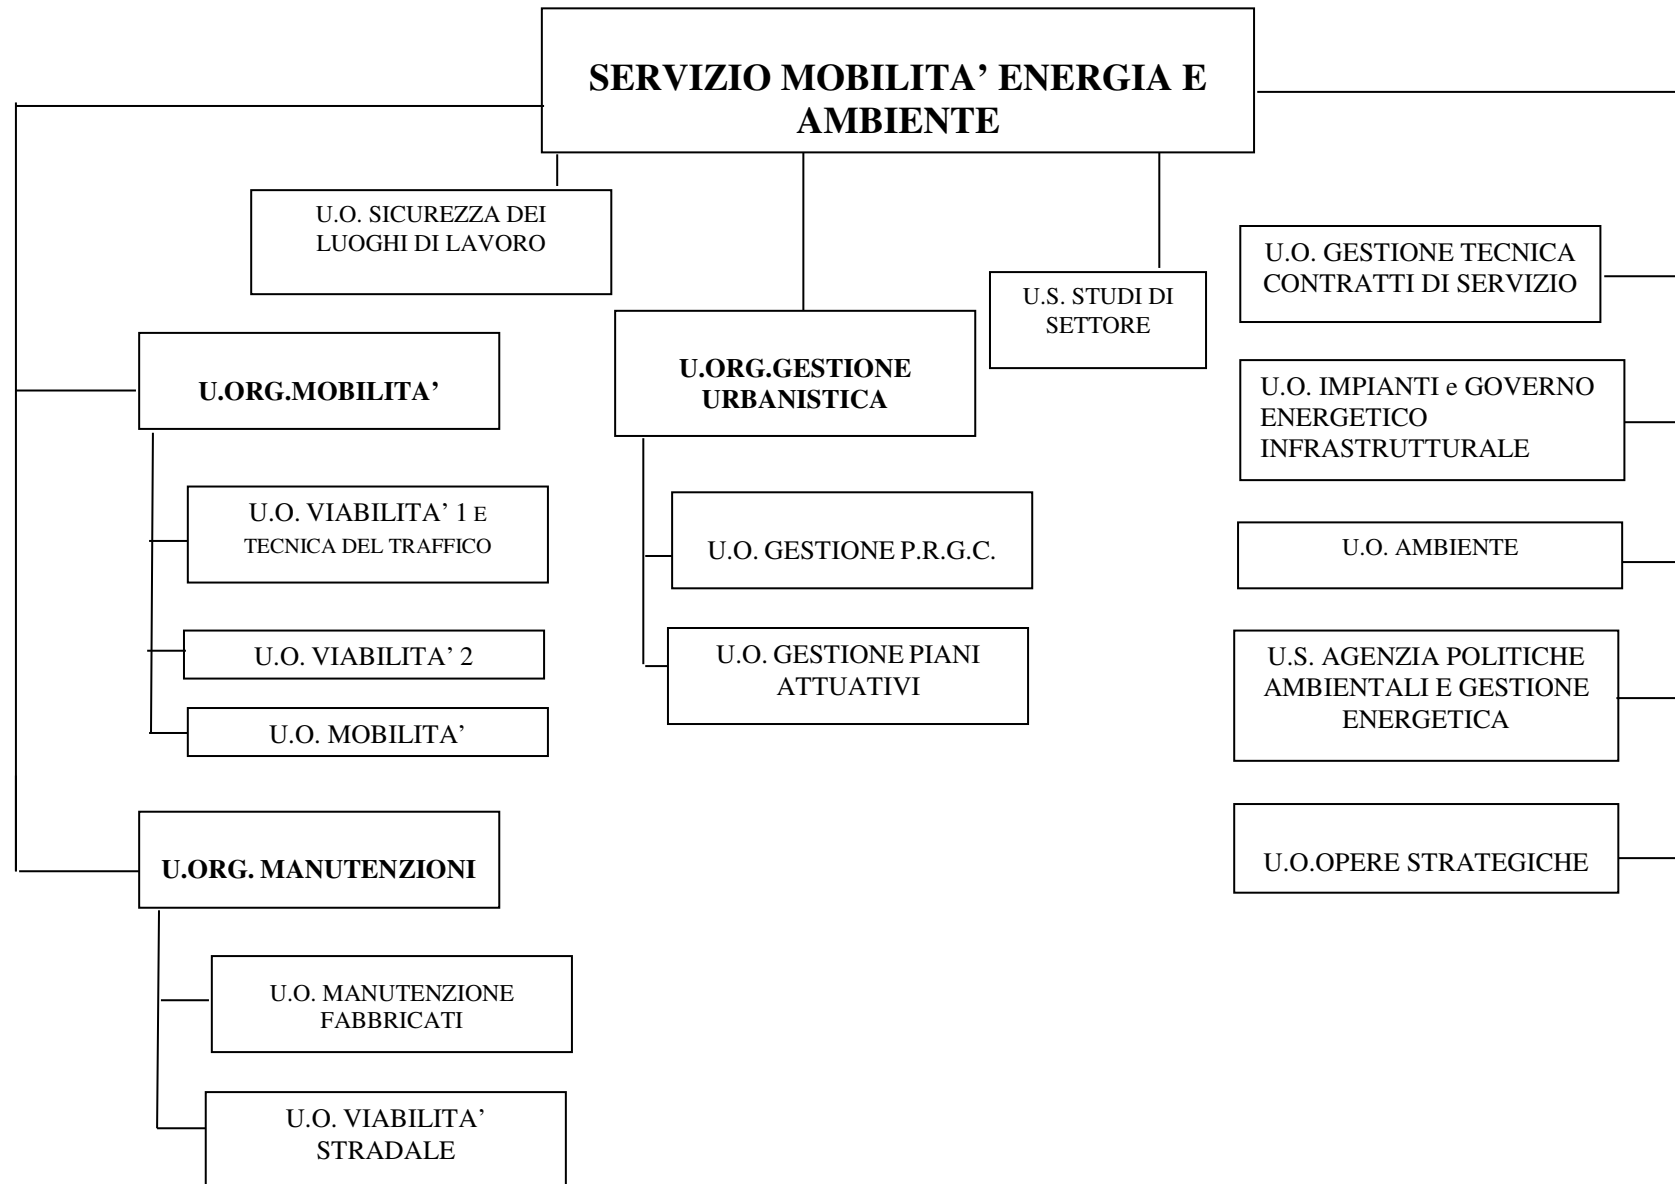 SERVIZIO MOBILITA’ ENERGIA E
AMBIENTE
U.O. SICUREZZA DEI
LUOGHI DI LAVORO
U.S. STUDI DI
SETTORE
U.O. GESTIONE TECNICA
CONTRATTI DI SERVIZIO
U.ORG.MOBILITA’
U.ORG.GESTIONE
URBANISTICA
U.O. IMPIANTI e GOVERNO
ENERGETICO
INFRASTRUTTURALE
U.O. VIABILITA’ 1 E
TECNICA DEL TRAFFICO
U.O. GESTIONE P.R.G.C.
U.O. AMBIENTE
U.O. VIABILITA’ 2
U.O. GESTIONE PIANI
ATTUATIVI
U.S. AGENZIA POLITICHE
AMBIENTALI E GESTIONE
ENERGETICA
U.O. MOBILITA’
U.ORG. MANUTENZIONI
U.O.OPERE STRATEGICHE
U.O. MANUTENZIONE
FABBRICATI
U.O. VIABILITA’
STRADALE